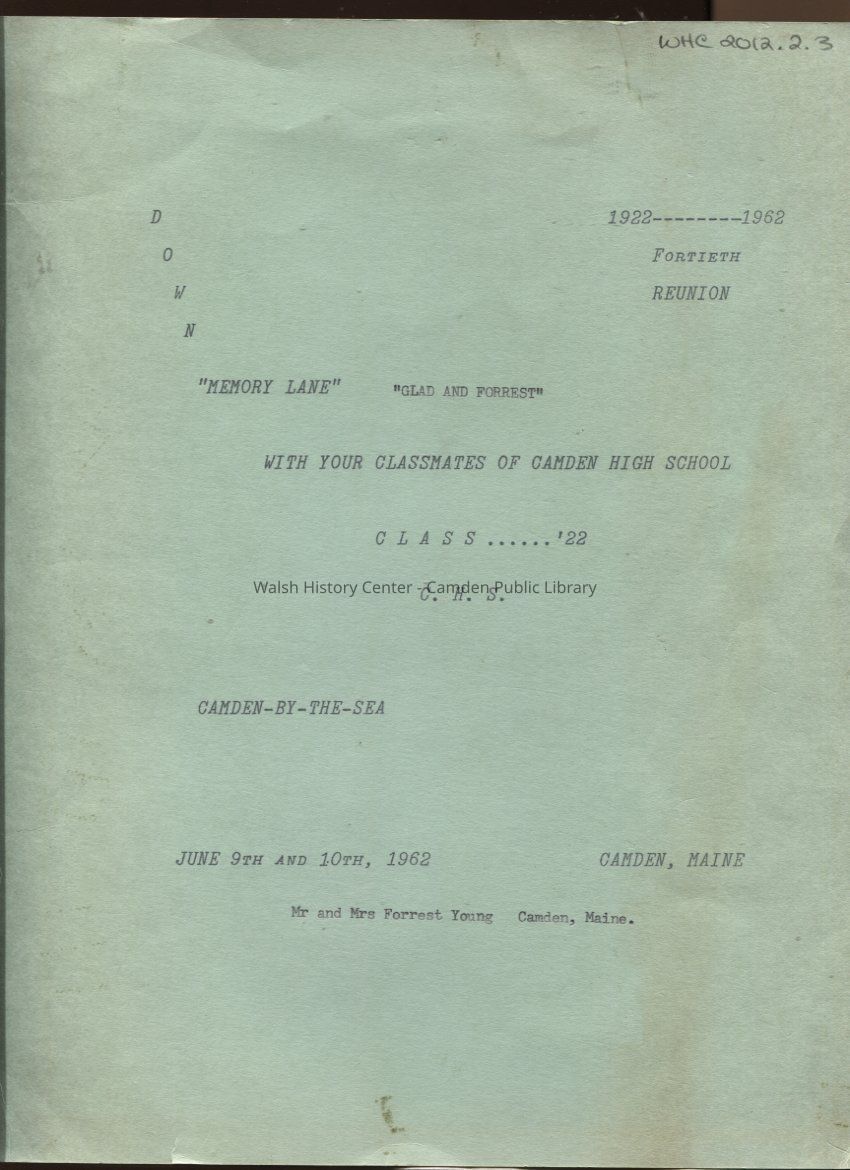 WHC 2012.2.3
D 1922--------1962
O FORTIETH
W REUNION
N
"MEMORY LANE" "GLAD AND FORREST"
WITH YOUR CLASSMATES OF CAMDEN HIGH SCHOOL
C L A S S ......'22
Walsh History Center - Camden Public Library
C. H. S.
CAMDEN-BY-THE-SEA
JUNE 9TH AND 10TH, 1962 CAMDEN, MAINE
Mr and Mrs Forrest Young Camden, Maine.